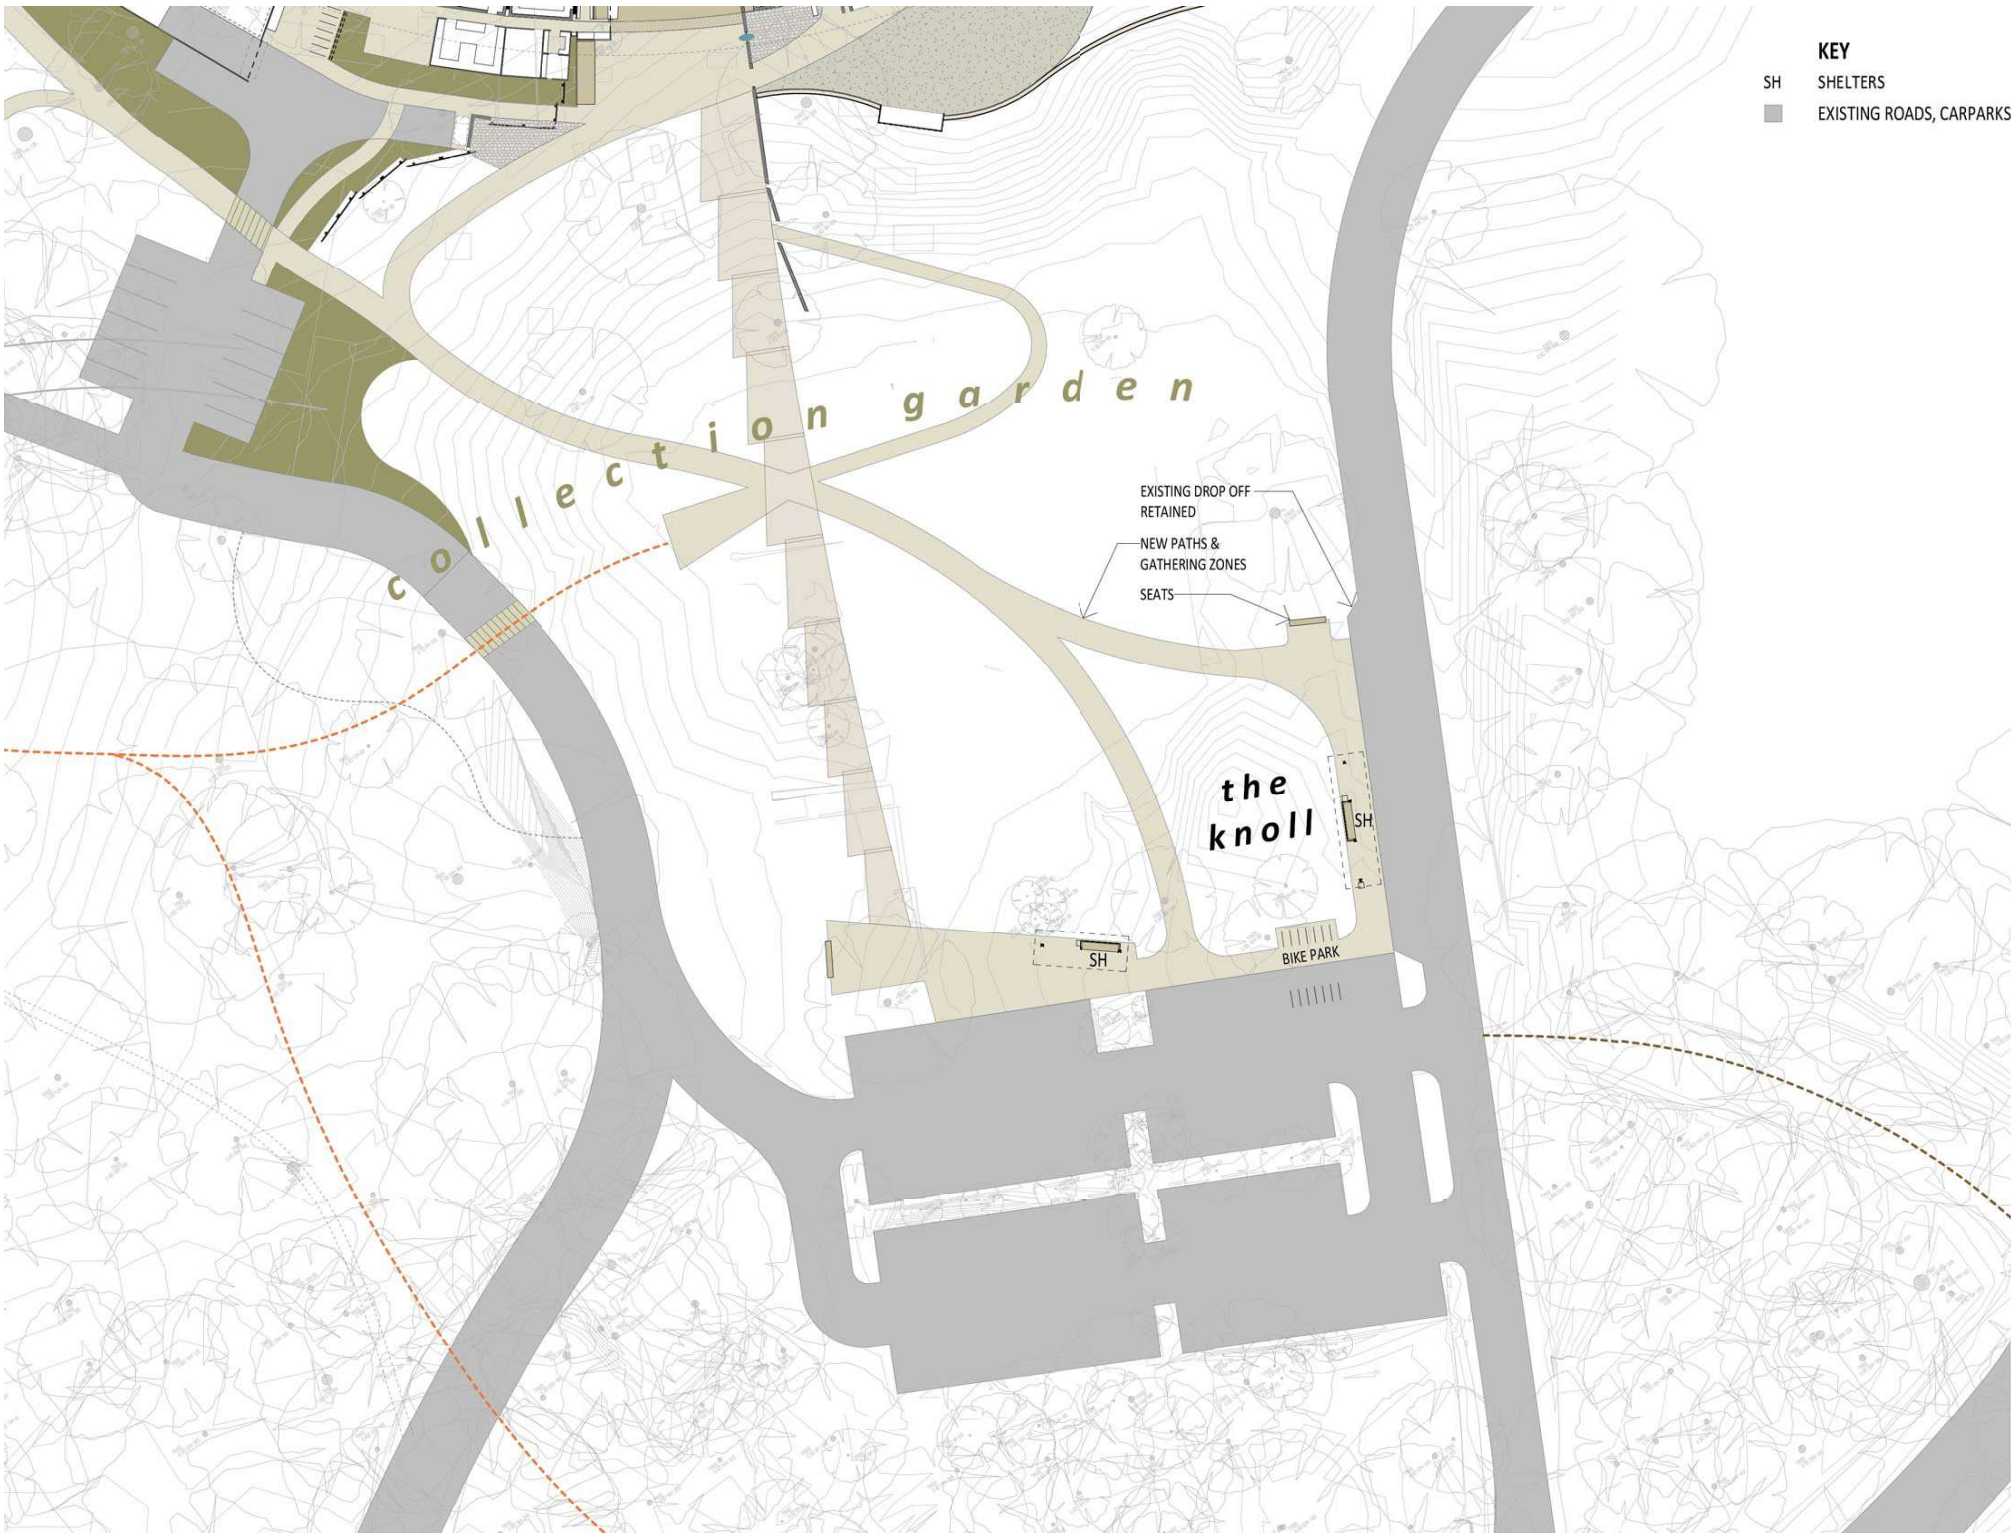 KEY
SH SHELTERS
EXISTING ROADS, CARPARKS
collection garden
EXISTING DROP OFF
RETAINED
NEW PATHS &
GATHERING ZONES
SEATS
the
knoll
SH
SH
BIKE PARK